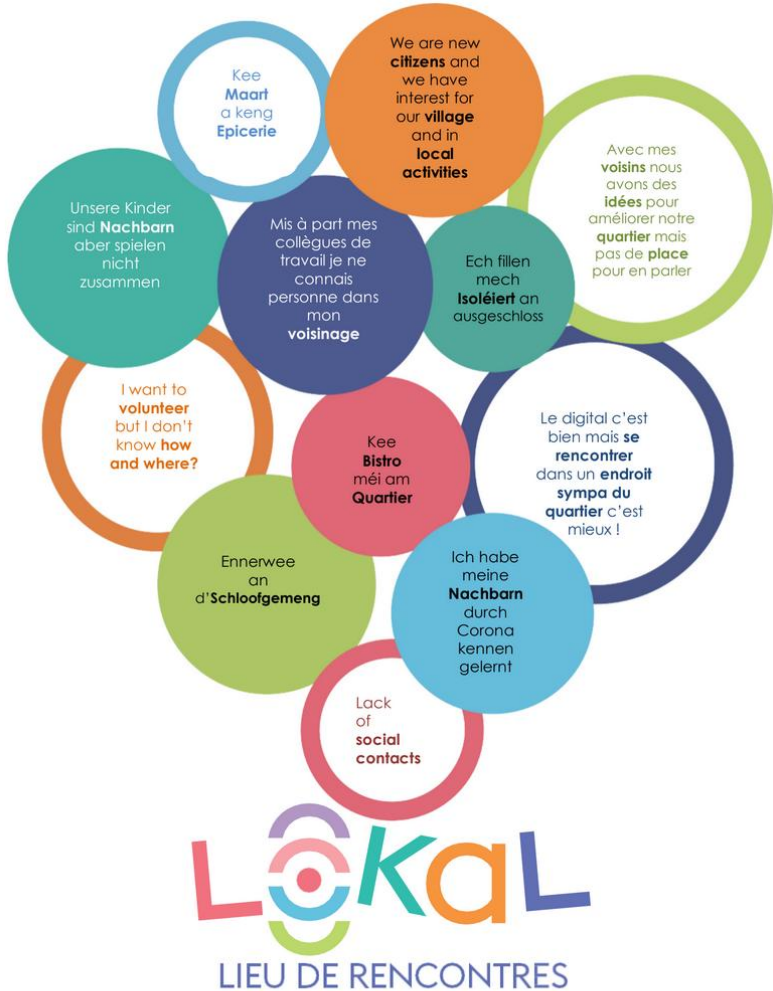 Kee
Maart
a keng
Epicerie
We are new
citizens and
we have
interest for
our village
and in
local
activities
Avec mes
voisins nous
avons des
idées pour
améliorer notre
quartier mais
pas de place
pour en parler
Unsere Kinder
sind Nachbarn
aber spielen
nicht
zusammen
Mis à part mes
collègues de
travail je ne
connais
personne dans
mon
voisinage
Ech fillen
mech
Isoléiert an
ausgeschloss
I want to
volunteer
but I don't
know how
and where?
Kee
Bistro
méi am
Quartier
Le digital c'est
bien mais se
rencontrer
dans un endroit
sympa du
quartier c'est
mieux !
Ennerwee
an
d'Schloofgemeng
Ich habe
meine
Nachbarn
durch
Corona
kennen
gelernt
Lack
of
social
contacts
LOKaL
LIEU DE RENCONTRES